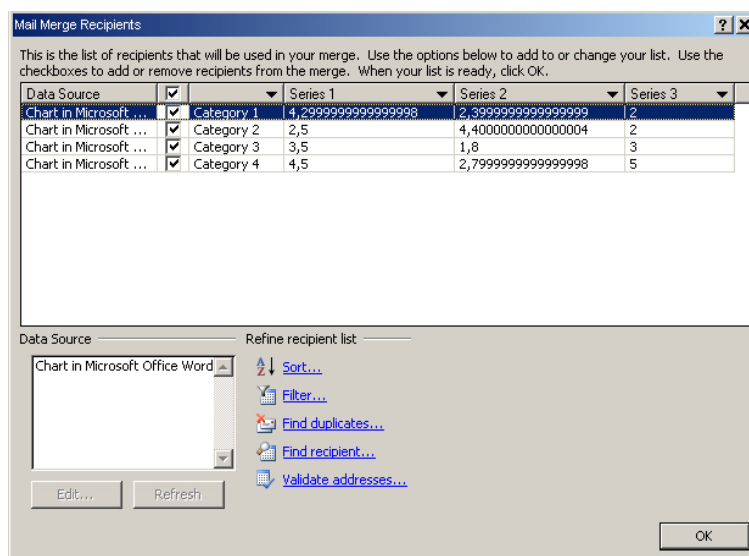 Mail Merge Recipients
This is the list of recipients that will be used in your merge. Use the options below to add to or change your list. Use the
checkboxes to add or remove recipients from the merge. When your list is ready, click OK.
Data Source Series 1 Series 2 Series 3
Chart in Microsoft ... Category 1 4,2999999999999998 2,3999999999999999 2
Chart in Microsoft ... Category 2 2,5 4,4000000000000004 2
Chart in Microsoft ... Category 3 3,5 1,8 3
Chart in Microsoft ... Category 4 4,5 2,7999999999999998 5
Data Source Refine recipient list
Chart in Microsoft Office Word
Sort...
Filter...
Find duplicates...
Find recipient...
Validate addresses...
Edit... Refresh
OK